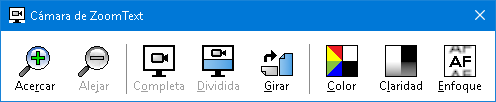 Cámara de ZoomText
Acercar Alejar Completa Dividida Girar Color Claridad Enfoque
AF